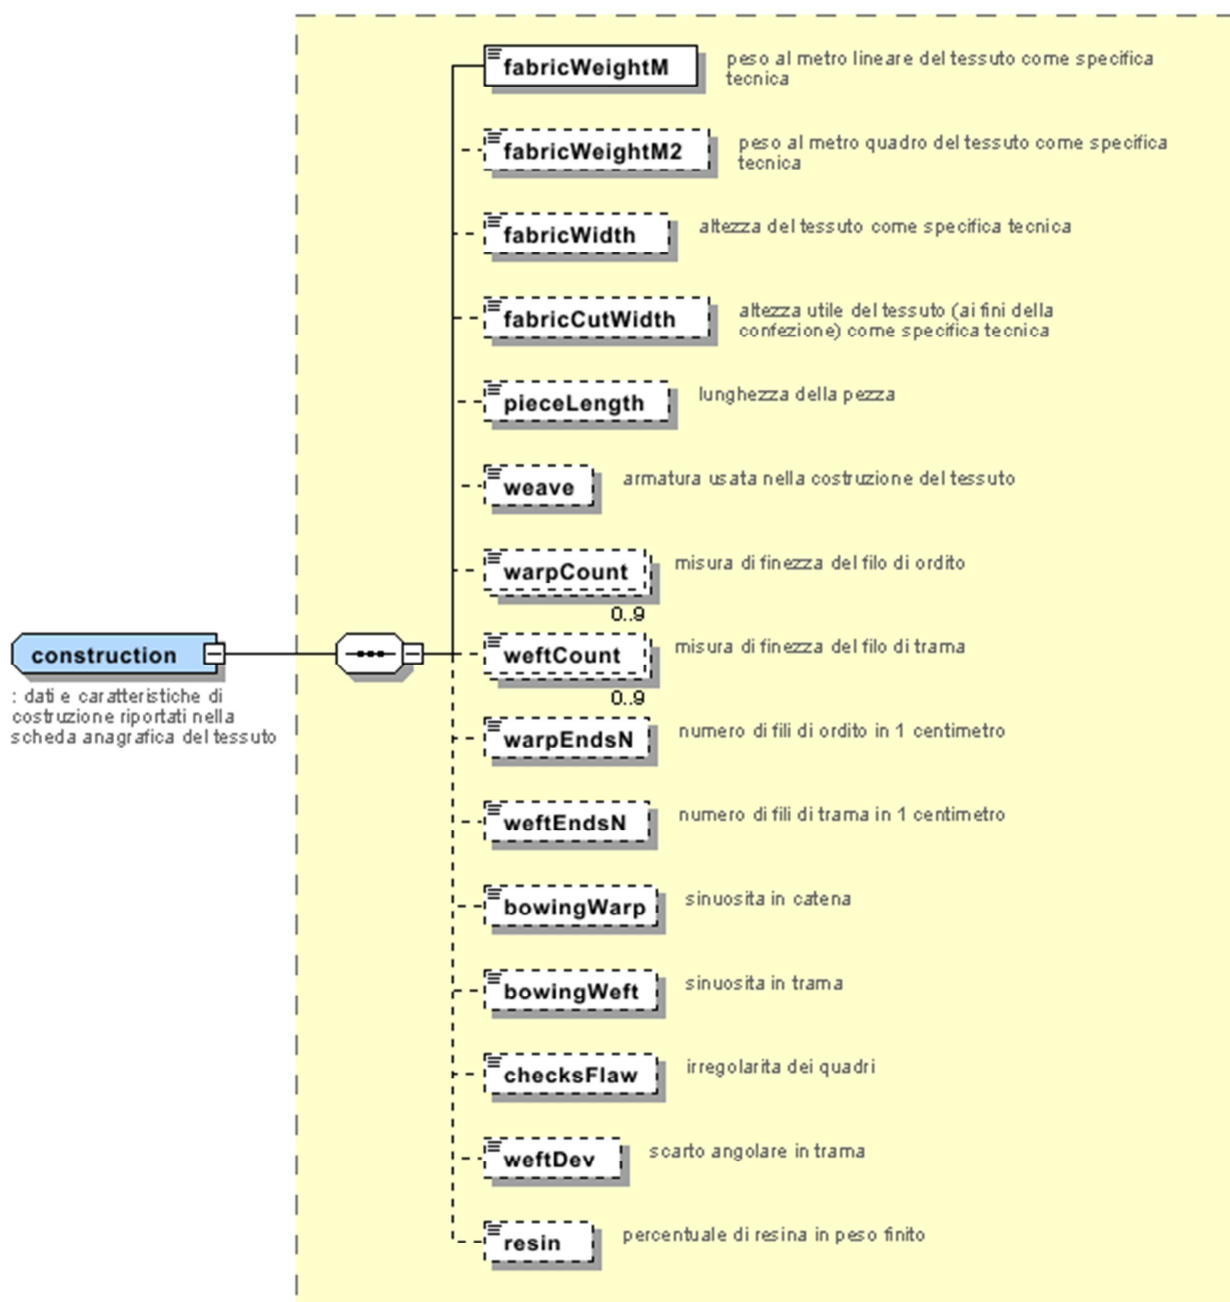 fabricWeightM
peso al metro lineare del tessuto come specifica
tecnica
fabricWeightM2
peso al metro quadro del tessuto come specifica
tecnica
fabricWidth
altezza del tessuto come specifica tecnica
fabricCutWidth
altezza utile del tessuto (ai fini della
confezione) come specifica tecnica
pieceLength
lunghezza della pezza
weave
armatura usata nella costruzione del tessuto
warpCount
misura di finezza del filo di ordito
0..9
construction
: dati e caratteristiche di
costruzione riportati nella
scheda anagrafica del tessuto
weftCount
misura di finezza del filo di trama
0..9
warpEndsN
numero di fili di ordito in 1 centimetro
weftEndsN
numero di fili di trama in 1 centimetro
bowingWarp
sinuosita in catena
bowingWeft
sinuosita in trama
checksFlaw
irregolarita dei quadri
weftDev
scarto angolare in trama
resin
percentuale di resina in peso finito